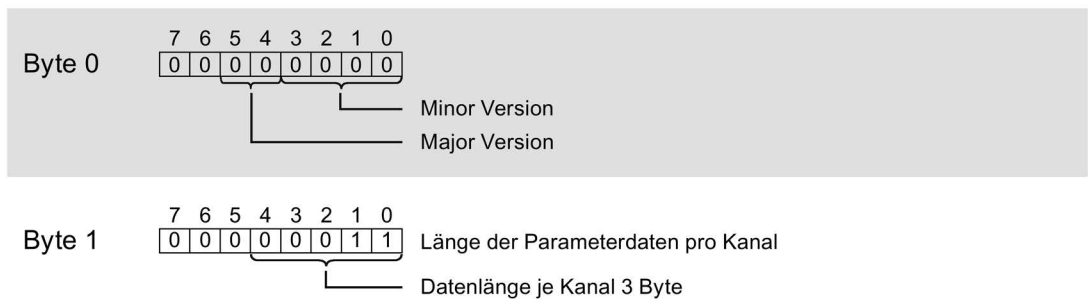 7 6 5 4 3 2 1 0
Byte 0 0 0 0 0 0 0 0 0
Minor Version
Major Version
7 6 5 4 3 2 1 0
Byte 1 0 0 0 0 0 0 1 1 Länge der Parameterdaten pro Kanal
Datenlänge je Kanal 3 Byte